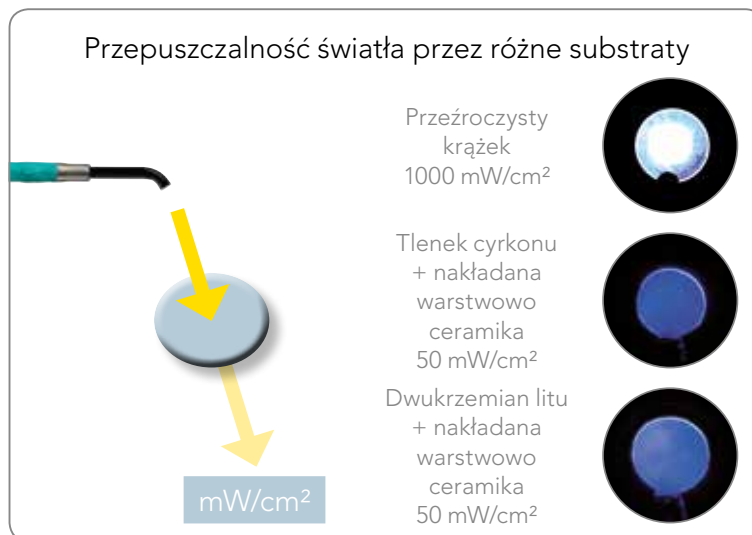 Przepuszczalność światła przez różne substraty
Przeźroczysty
krążek
1000 mW/cm²
Tlenek cyrkonu
+ nakładana
warstwowo
ceramika
50 mW/cm²
Dwukrzemian litu
+ nakładana
warstwowo
ceramika
50 mW/cm²
mW/cm²